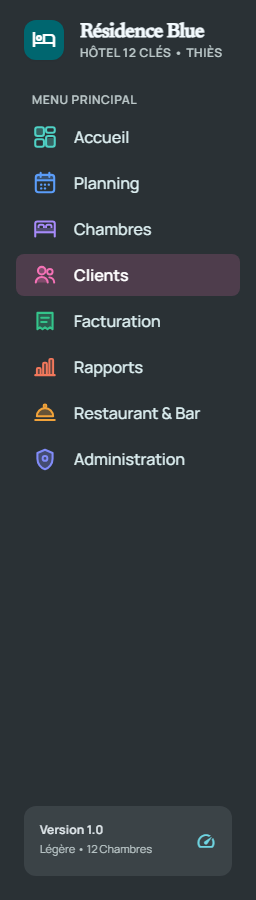 Résidence Blue
HÔTEL 12 CLÉS • THIÈS
MENU PRINCIPAL
Accueil
Planning
Chambres
Clients
Facturation
Rapports
Restaurant & Bar
Administration
Version 1.0
Légère • 12 Chambres